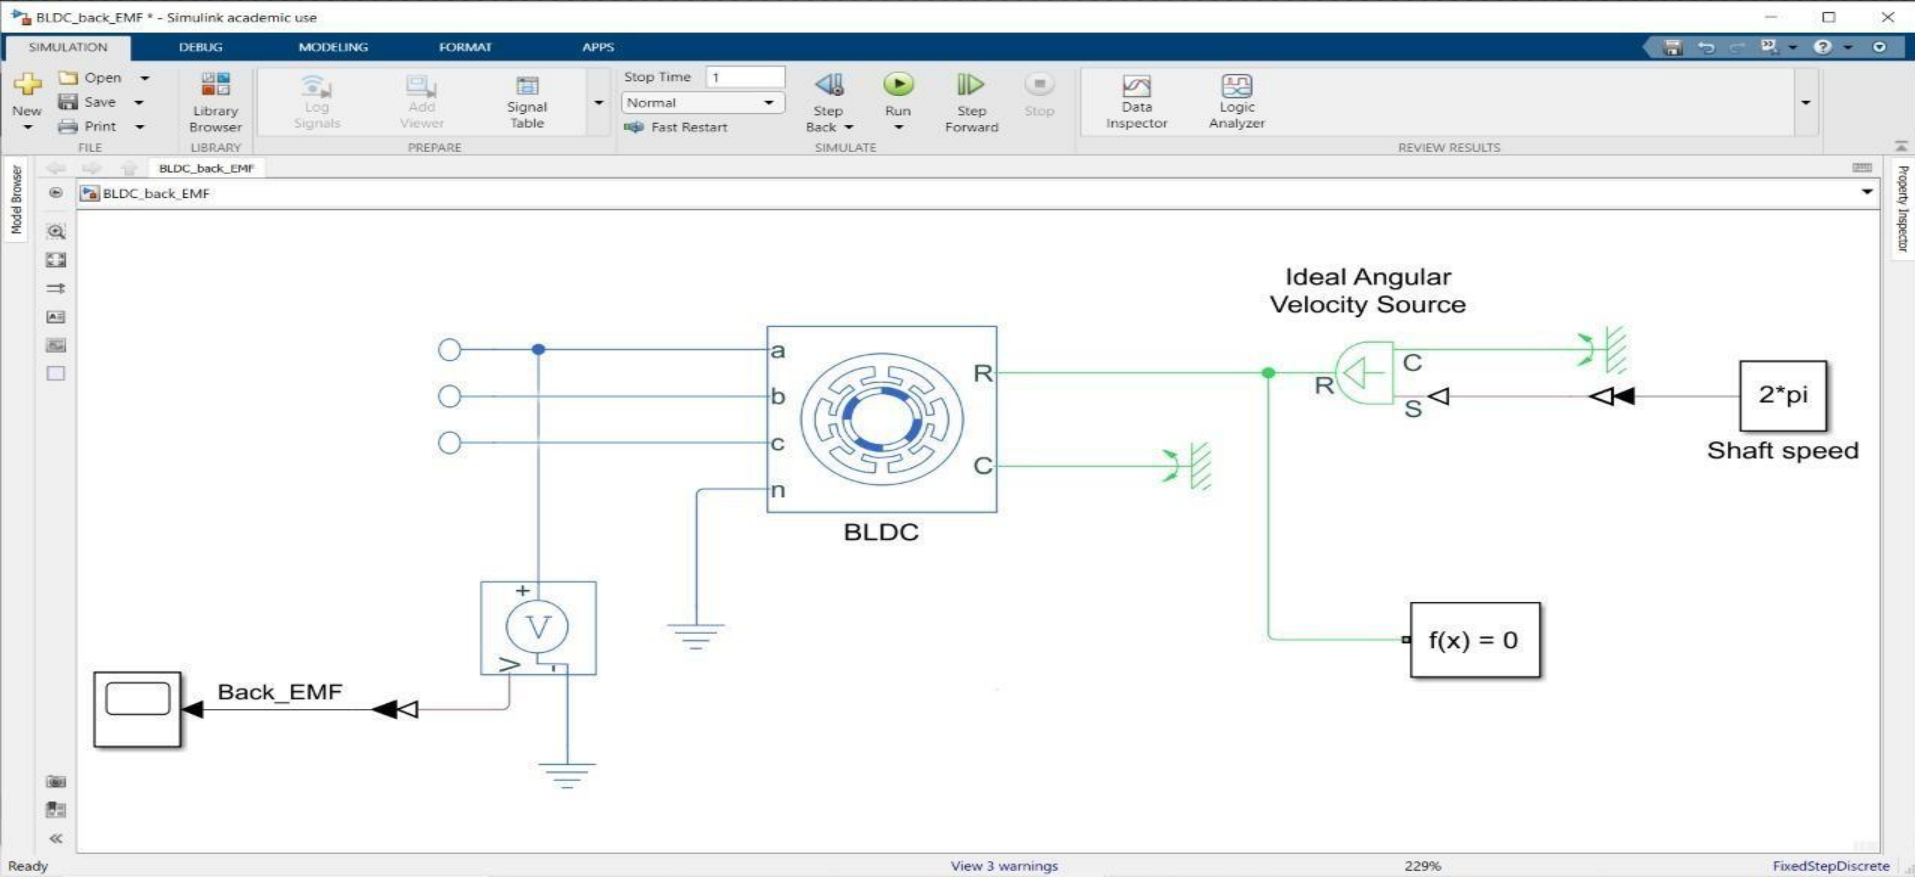 BLDC_back_EMF * - Simulink academic use
SIMULATION DEBUG MODELING FORMAT APPS
New
Open
Save
Print
FILE
Library
Browser
LIBRARY
Log
Signals
Add
Viewer
Signal
Table
PREPARE
Stop Time 1
Normal
Fast Restart
Step
Back
Run
Step
Forward
Stop
SIMULATE
Data
Inspector
Logic
Analyzer
REVIEW RESULTS
Model Browser
BLDC_back_EMF
BLDC_back_EMF
Property Inspector
Ideal Angular
Velocity Source
a
b
c
n
R
C
BLDC
R
C
S
2*pi
Shaft speed
+
V
V
-
Back_EMF
f(x) = 0
Ready
View 3 warnings
229%
FixedStepDiscrete